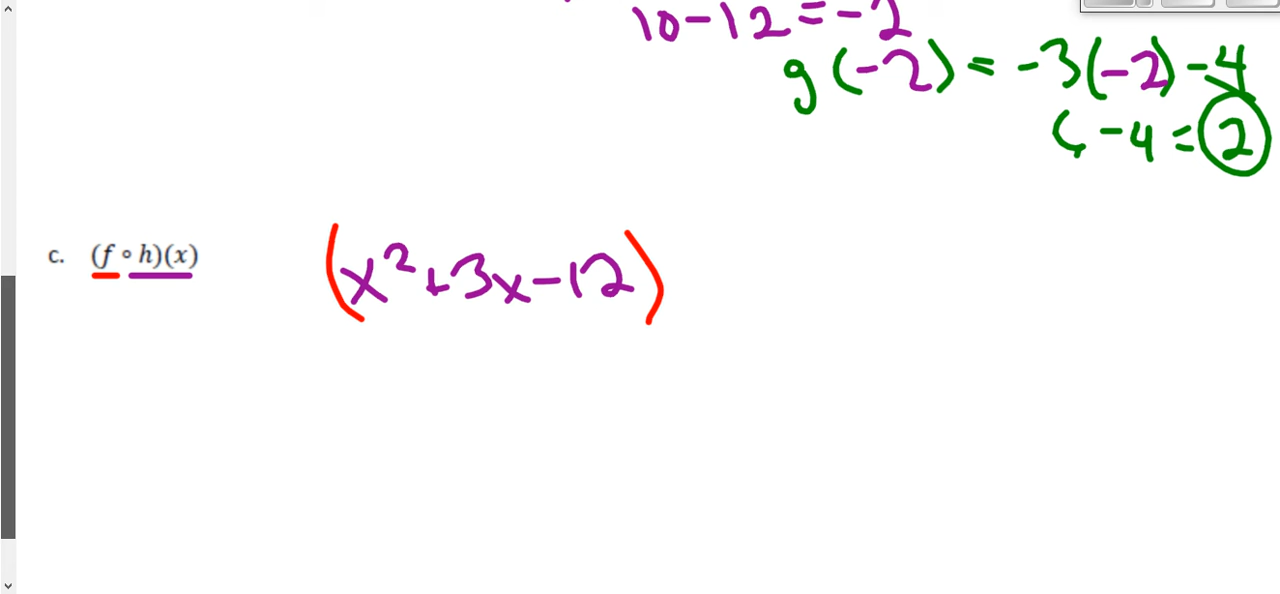 10-12=-2
g(-2) = -3(-2)-4
6-4=2
c. (f∘h)(x) (x²+3x-12)